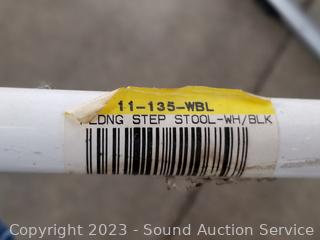 11-135-WBL
LDNG STEP STOOL-WH/BLK
Copyright 2023 - Sound Auction Service